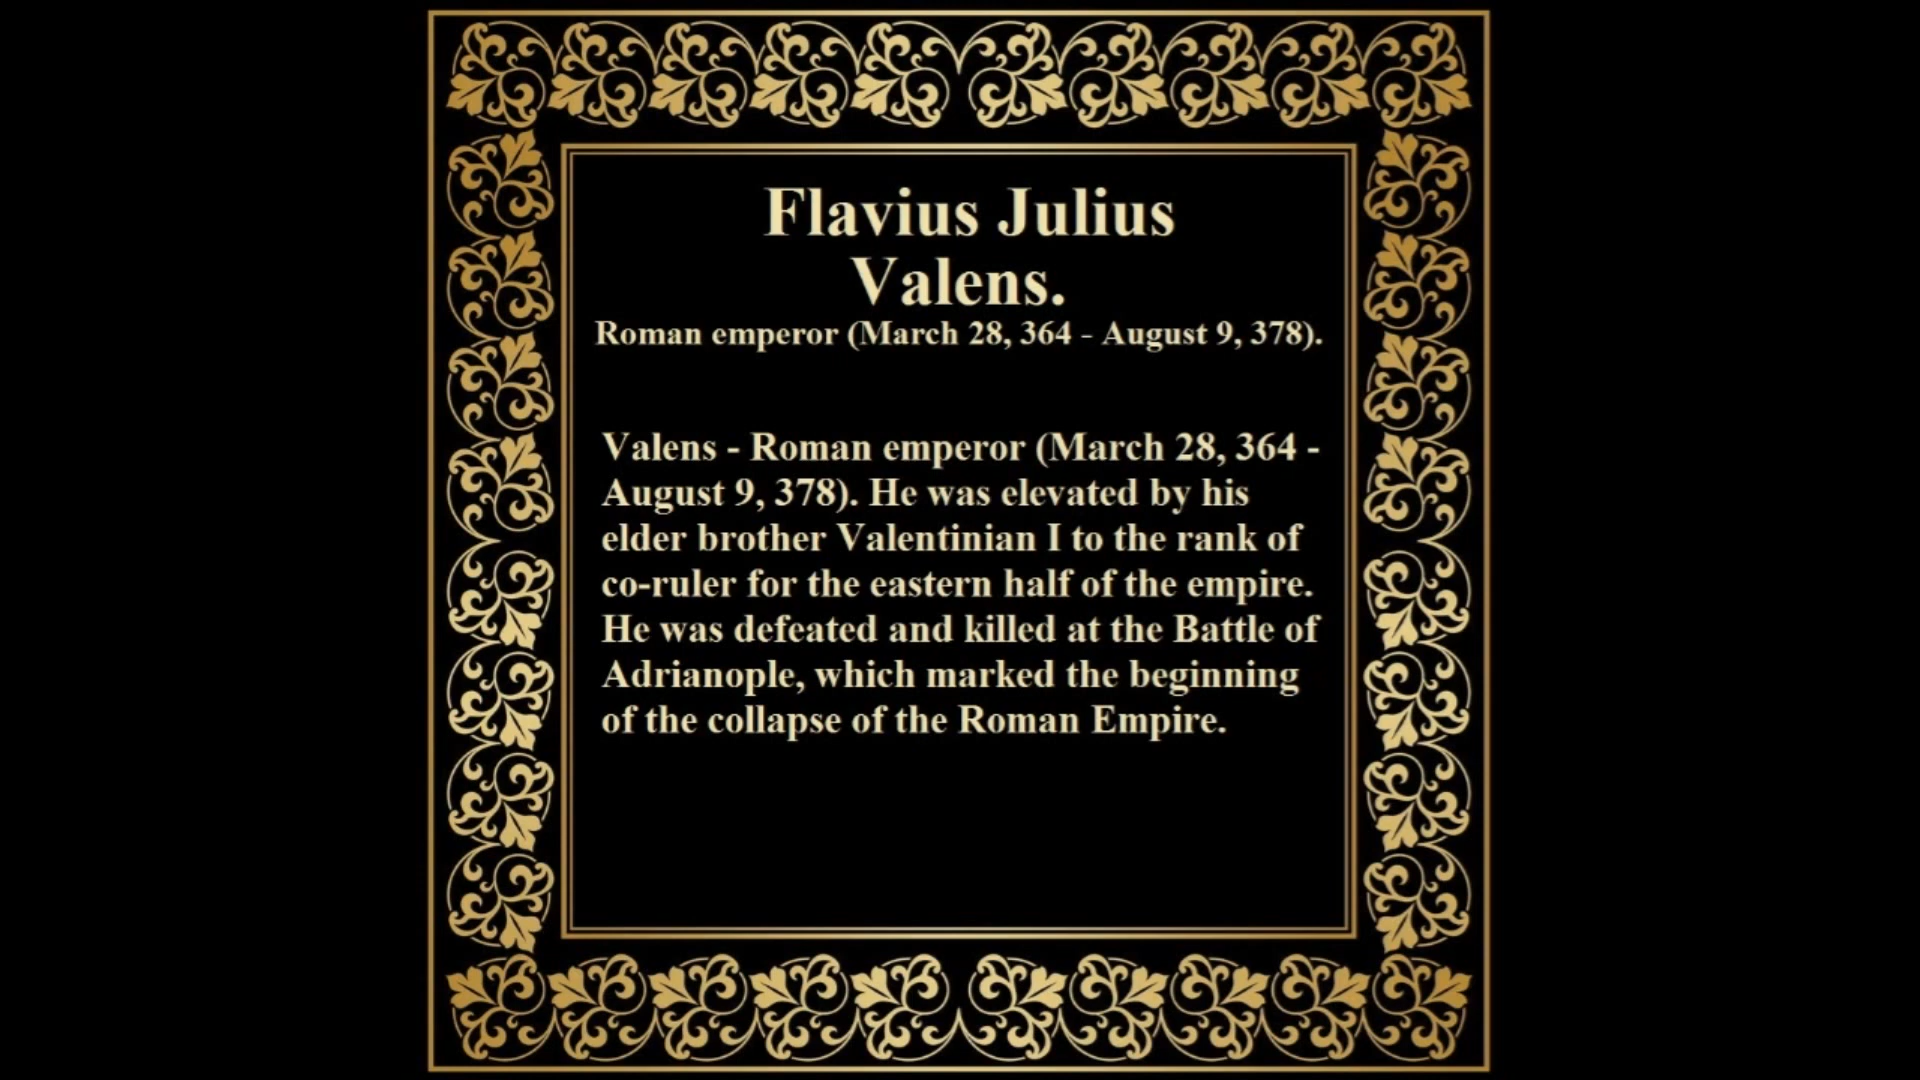 Flavius Julius
Valens.
Roman emperor (March 28, 364 - August 9, 378).
Valens - Roman emperor (March 28, 364 -
August 9, 378). He was elevated by his
elder brother Valentinian I to the rank of
co-ruler for the eastern half of the empire.
He was defeated and killed at the Battle of
Adrianople, which marked the beginning
of the collapse of the Roman Empire.